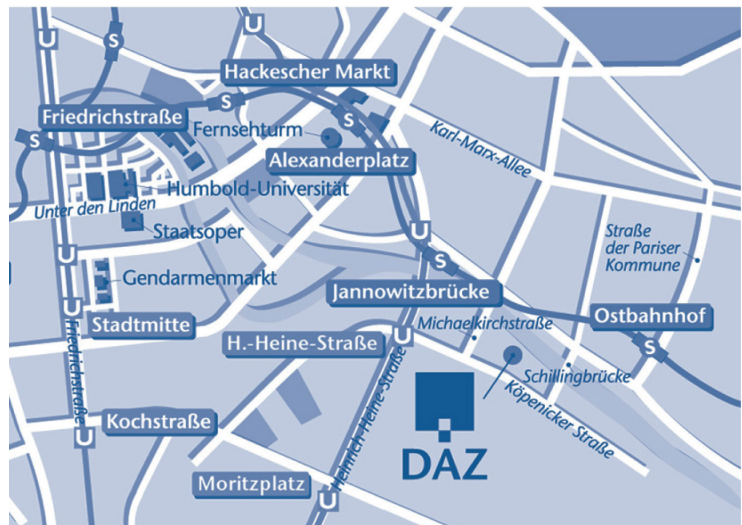 U
U
U
S
Hackescher Markt
S
S
Friedrichstraße
Fernsehturm
S
Alexanderplatz
Karl-Marx-Allee
Humbold-Universität
Unter den Linden
Staatsoper
U
U
Straße
der Pariser
Kommune
S
Gendarmenmarkt
Jannowitzbrücke
U
Stadtmitte
Michaelkirchstraße
Ostbahnhof
H.-Heine-Straße
U
S
Friedrichstraße
Schillingbrücke
Heinrich-Heine-Straße
Köpenicker Straße
Kochstraße
U
DAZ
Moritzplatz
U